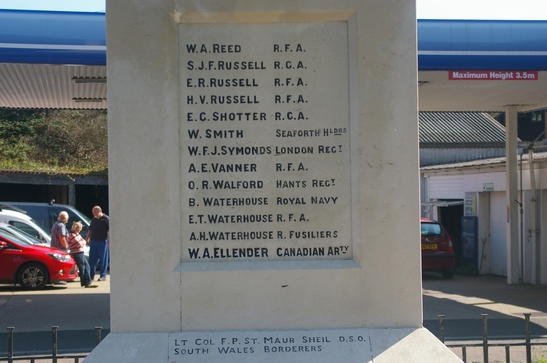 Maximum Height 3.5m
W.A.REED R.F.A.
S.J.F.RUSSELL R.G.A.
E.R.RUSSELL R.F.A.
H.V.RUSSELL R.F.A.
E.G.SHOTTER R.G.A.
W.SMITH SEAFORTH HLDRS
W.F.J.SYMONDS LONDON REGT
A.E.VANNER R.F.A.
O.R.WALFORD HANTS REGT
B.WATERHOUSE ROYAL NAVY
E.T.WATERHOUSE R.F.A.
A.H.WATERHOUSE R.FUSILIERS
W.A.ELLENDER CANADIAN ARTY
LT COL F.P.ST.MAUR SHEIL D.S.O.
SOUTH WALES BORDERERS